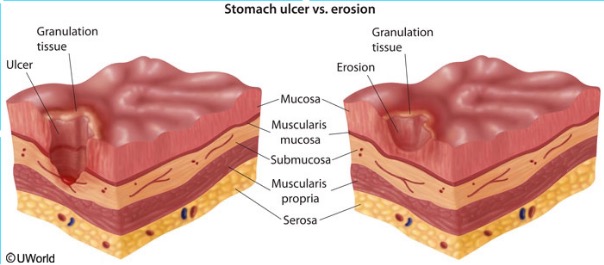 Stomach ulcer vs. erosion
Granulation
tissue
Ulcer
Granulation
tissue
Erosion
Mucosa
Muscularis
mucosa
Submucosa
Muscularis
propria
Serosa
©UWorld